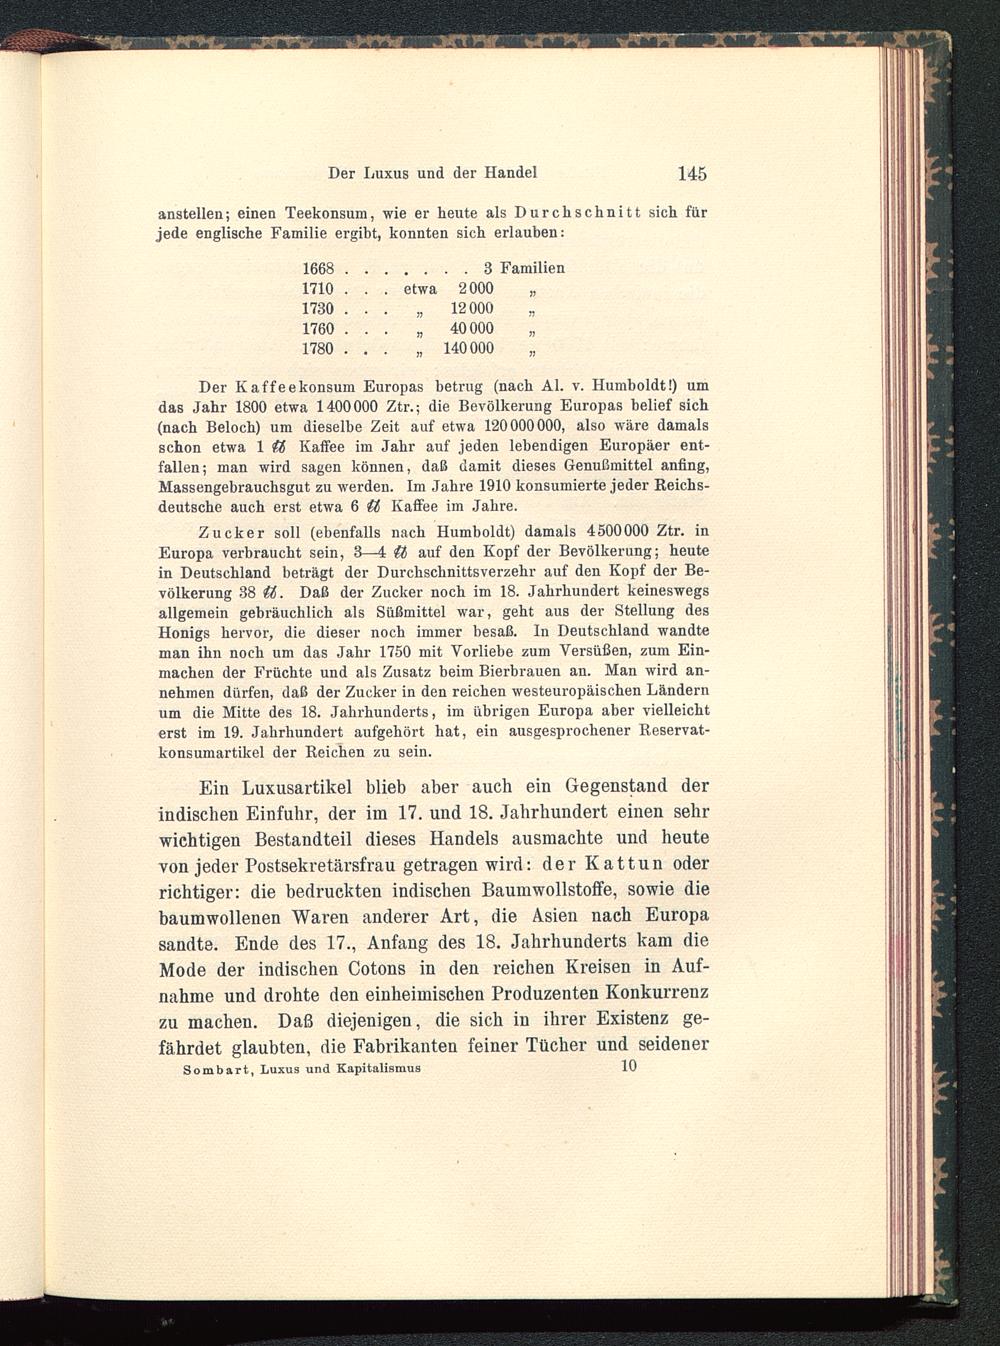 Der Luxus und der Handel 145
anstellen; einen Teekonsum, wie er heute als Durchschnitt sich für
jede englische Familie ergibt, konnten sich erlauben:
1668 . . . . . . . 3 Familien
1710 . . . etwa 2 000 „
1730 . . . „ 12 000 „
1760 . . . „ 40 000 „
1780 . . . „ 140 000 „
Der Kaffeekonsum Europas betrug (nach Al. v. Humboldt!) um
das Jahr 1800 etwa 1 400 000 Ztr.; die Bevölkerung Europas belief sich
(nach Beloch) um dieselbe Zeit auf etwa 120 000 000, also wäre damals
schon etwa 1 ℔ Kaffee im Jahr auf jeden lebendigen Europäer ent-
fallen; man wird sagen können, daß damit dieses Genußmittel anfing,
Massengebrauchsgut zu werden. Im Jahre 1910 konsumierte jeder Reichs-
deutsche auch erst etwa 6 ℔ Kaffee im Jahre.
Zucker soll (ebenfalls nach Humboldt) damals 4 500 000 Ztr. in
Europa verbraucht sein, 3—4 ℔ auf den Kopf der Bevölkerung; heute
in Deutschland beträgt der Durchschnittsverzehr auf den Kopf der Be-
völkerung 38 ℔. Daß der Zucker noch im 18. Jahrhundert keineswegs
allgemein gebräuchlich als Süßmittel war, geht aus der Stellung des
Honigs hervor, die dieser noch immer besaß. In Deutschland wandte
man ihn noch um das Jahr 1750 mit Vorliebe zum Versüßen, zum Ein-
machen der Früchte und als Zusatz beim Bierbrauen an. Man wird an-
nehmen dürfen, daß der Zucker in den reichen westeuropäischen Ländern
um die Mitte des 18. Jahrhunderts, im übrigen Europa aber vielleicht
erst im 19. Jahrhundert aufgehört hat, ein ausgesprochener Reservat-
konsumartikel der Reichen zu sein.
Ein Luxusartikel blieb aber auch ein Gegenstand der
indischen Einfuhr, der im 17. und 18. Jahrhundert einen sehr
wichtigen Bestandteil dieses Handels ausmachte und heute
von jeder Postsekretärsfrau getragen wird: der Kattun oder
richtiger: die bedruckten indischen Baumwollstoffe, sowie die
baumwollenen Waren anderer Art, die Asien nach Europa
sandte. Ende des 17., Anfang des 18. Jahrhunderts kam die
Mode der indischen Cotons in den reichen Kreisen in Auf-
nahme und drohte den einheimischen Produzenten Konkurrenz
zu machen. Daß diejenigen, die sich in ihrer Existenz ge-
fährdet glaubten, die Fabrikanten feiner Tücher und seidener
Sombart, Luxus und Kapitalismus 10